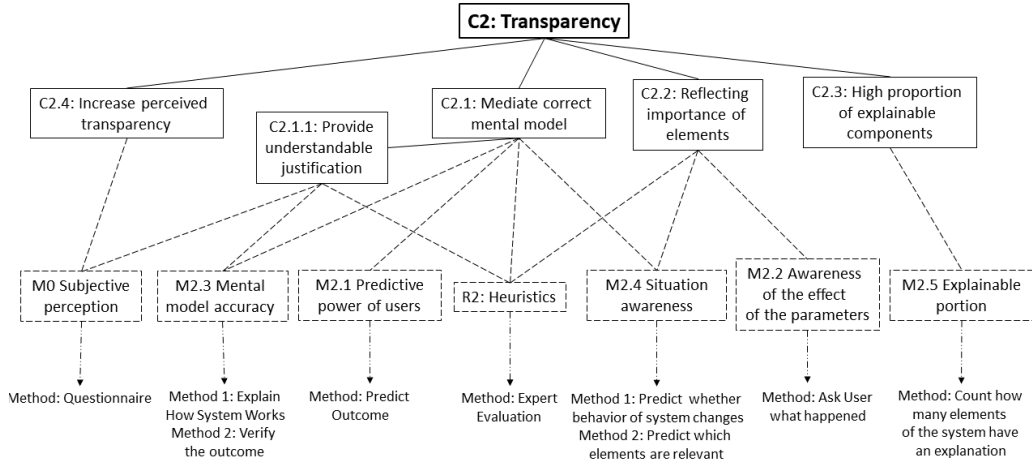 C2: Transparency
C2.4: Increase perceived
transparency
C2.1.1: Provide
understandable
justification
C2.1: Mediate correct
mental model
C2.2: Reflecting
importance of
elements
C2.3: High proportion
of explainable
components
M0 Subjective
perception
M2.3 Mental
model accuracy
M2.1 Predictive
power of users
R2: Heuristics
M2.4 Situation
awareness
M2.2 Awareness
of the effect
of the parameters
M2.5 Explainable
portion
Method: Questionnaire
Method 1: Explain
How System Works
Method 2: Verify
the outcome
Method: Predict
Outcome
Method: Expert
Evaluation
Method 1: Predict whether
behavior of system changes
Method 2: Predict which
elements are relevant
Method: Ask User
what happened
Method: Count how
many elements
of the system have
an explanation